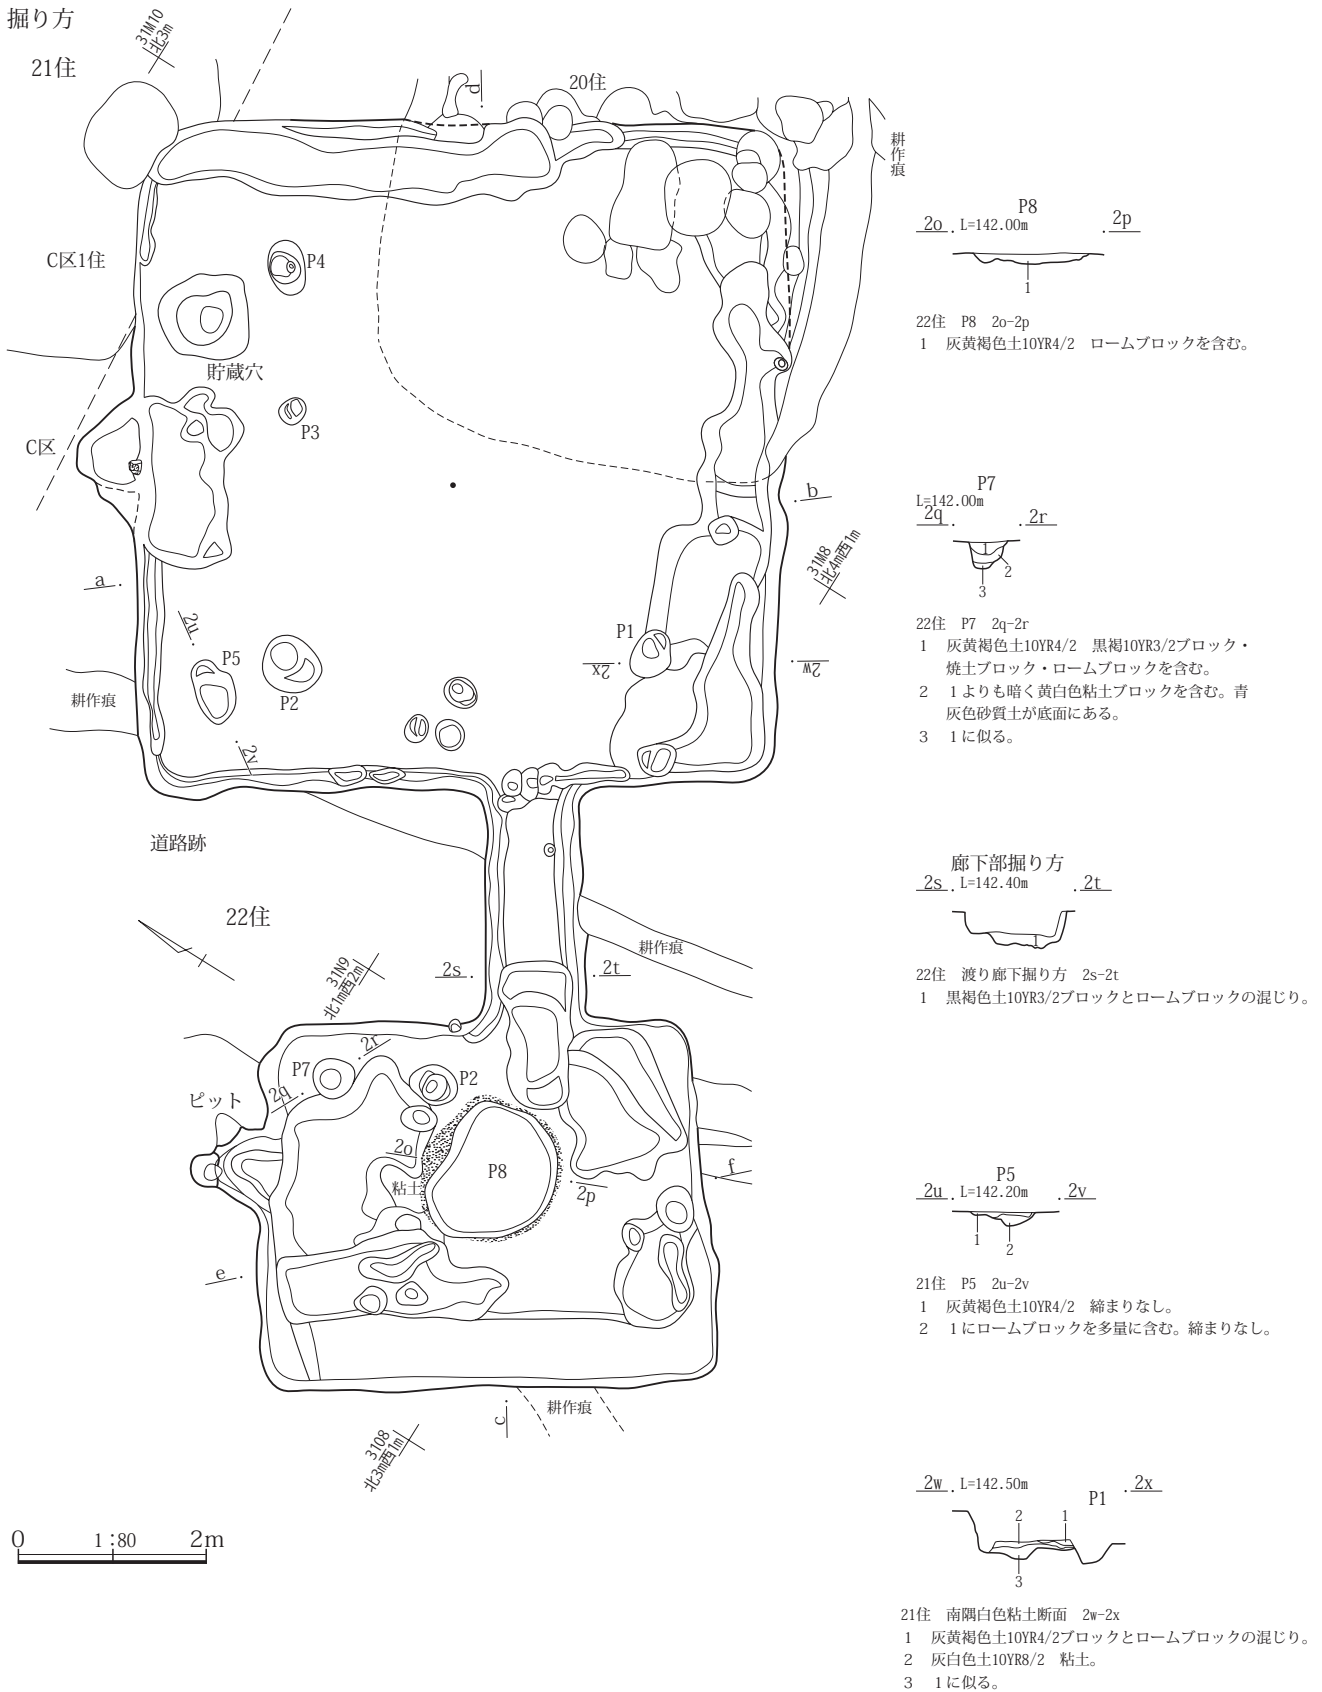 掘り方
31M10
北3m
21住
d
20住
耕作痕
C区1住
P4
貯蔵穴
P3
C区
b
31M8
北4m西1m
a
2u
P5
P1
2x
2w
P2
耕作痕
2v
道路跡
22住
耕作痕
31N9
北1m西2m
2s
2t
2r
P7
P2
2q
ピット
2o
P8
粘土
2p
f
e
c
耕作痕
31O8
北3m西1m
0 1:80 2m
P8
2o L=142.00m 2p
1
22住 P8 2o-2p
1 灰黄褐色土10YR4/2 ロームブロックを含む。
P7
L=142.00m
2q 2r
1
2
3
22住 P7 2q-2r
1 灰黄褐色土10YR4/2 黒褐10YR3/2ブロック・
焼土ブロック・ロームブロックを含む。
2 1よりも暗く黄白色粘土ブロックを含む。青
灰色砂質土が底面にある。
3 1に似る。
廊下部掘り方
2s L=142.40m 2t
1
22住 渡り廊下掘り方 2s-2t
1 黒褐色土10YR3/2ブロックとロームブロックの混じり。
P5
2u L=142.20m 2v
1
2
21住 P5 2u-2v
1 灰黄褐色土10YR4/2 締まりなし。
2 1にロームブロックを多量に含む。締まりなし。
2w L=142.50m 2x
P1
2 1
3
21住 南隅白色粘土断面 2w-2x
1 灰黄褐色土10YR4/2ブロックとロームブロックの混じり。
2 灰白色土10YR8/2 粘土。
3 1に似る。